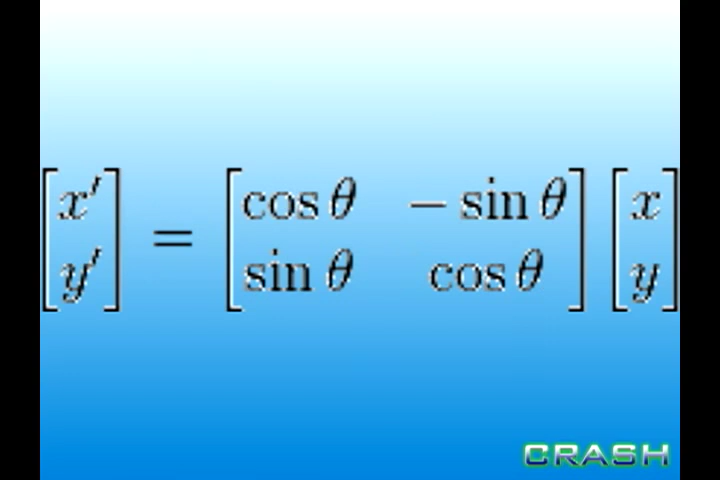 [x′] = [cos θ −sin θ] [x]
[y′] [sin θ cos θ] [y]
CRASH